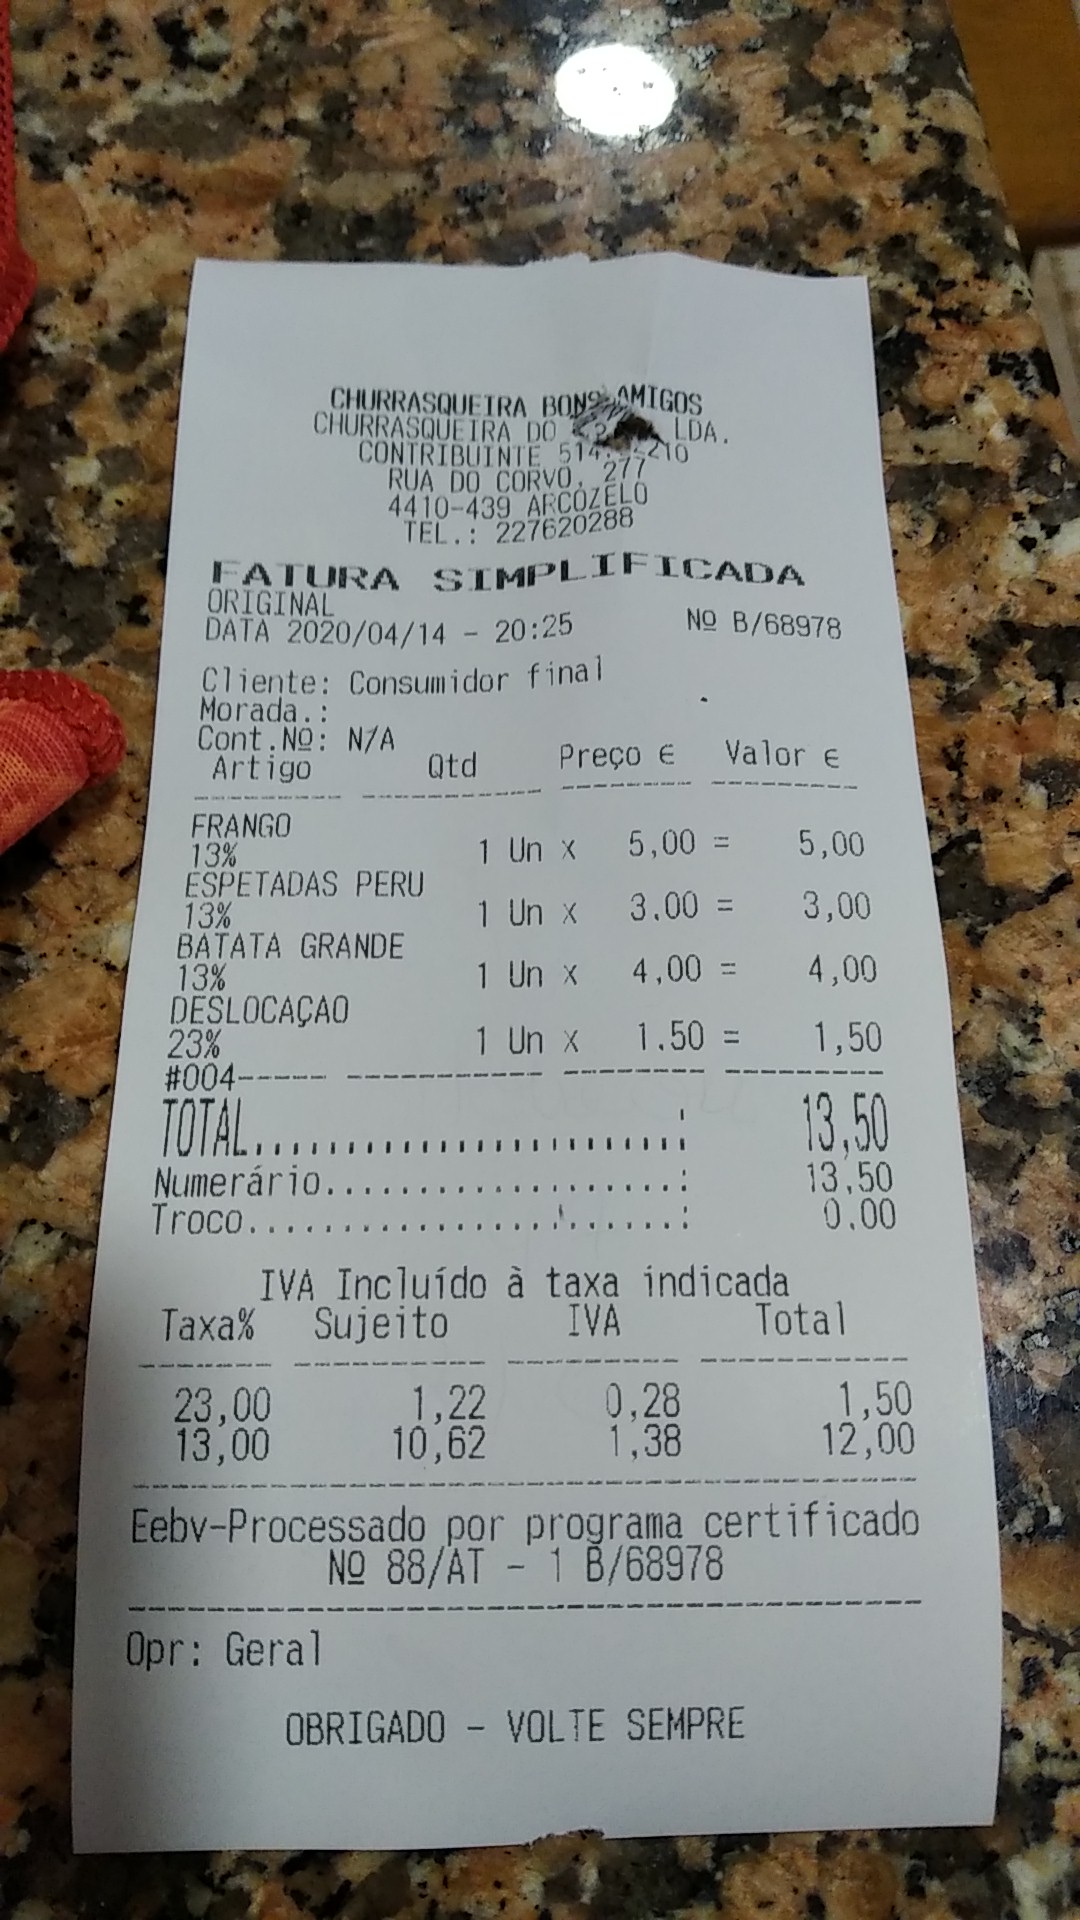 CHURRASQUEIRA BONS AMIGOS
CHURRASQUEIRA DO LDA.
CONTRIBUINTE
RUA DO CORVO, 277
4410-439 ARCOZELO
TEL.: 227620288
FATURA SIMPLIFICADA
ORIGINAL
DATA 2020/04/14 - 20:25 Nº B/68978
Cliente: Consumidor final
Morada.:
Cont.Nº: N/A
Artigo Qtd Preço € Valor €
FRANGO
13% 1 Un x 5,00 = 5,00
ESPETADAS PERU
13% 1 Un x 3.00 = 3,00
BATATA GRANDE
13% 1 Un x 4,00 = 4,00
DESLOCAÇAO
23% 1 Un x 1.50 = 1,50
#004
TOTAL.......................: 13,50
Numerário...................: 13.50
Troco.......................: 0.00
IVA Incluído à taxa indicada
Taxa% Sujeito IVA Total
23,00 1,22 0,28 1,50
13,00 10,62 1,38 12,00
Eebv-Processado por programa certificado
Nº 88/AT - 1 B/68978
Opr: Geral
OBRIGADO - VOLTE SEMPRE